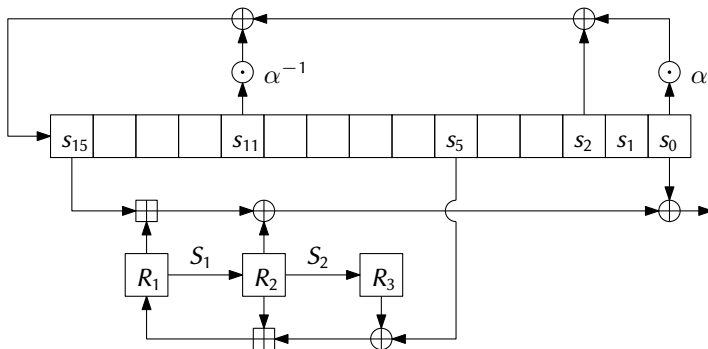 α⁻¹ α
s₁₅ s₁₁ s₅ s₂ s₁ s₀
S₁ S₂
R₁ R₂ R₃